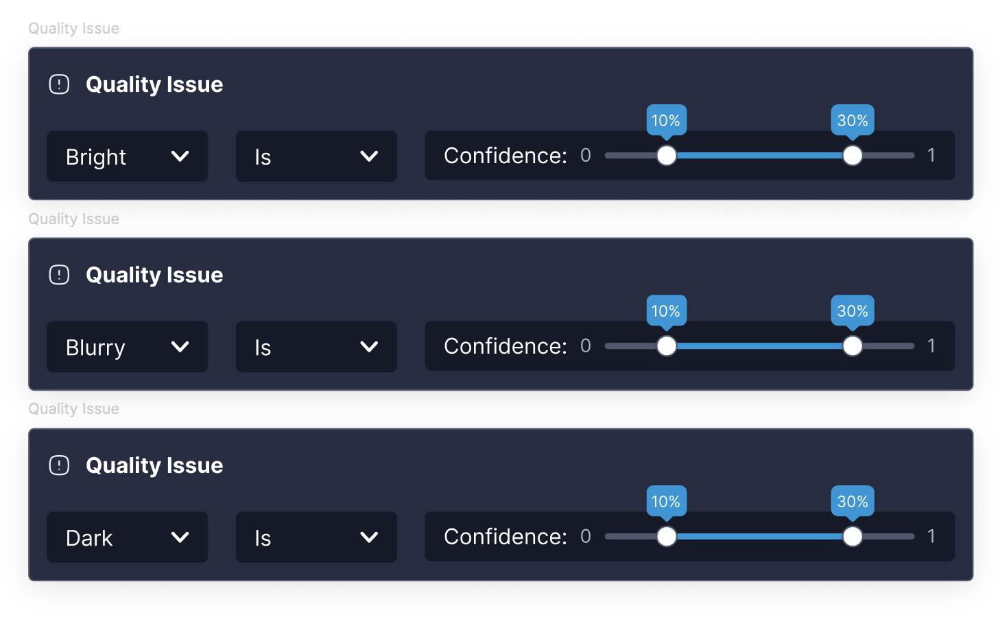 Quality Issue
Quality Issue
10% 30%
Bright Is Confidence: 0 1
Quality Issue
Quality Issue
10% 30%
Blurry Is Confidence: 0 1
Quality Issue
Quality Issue
10% 30%
Dark Is Confidence: 0 1